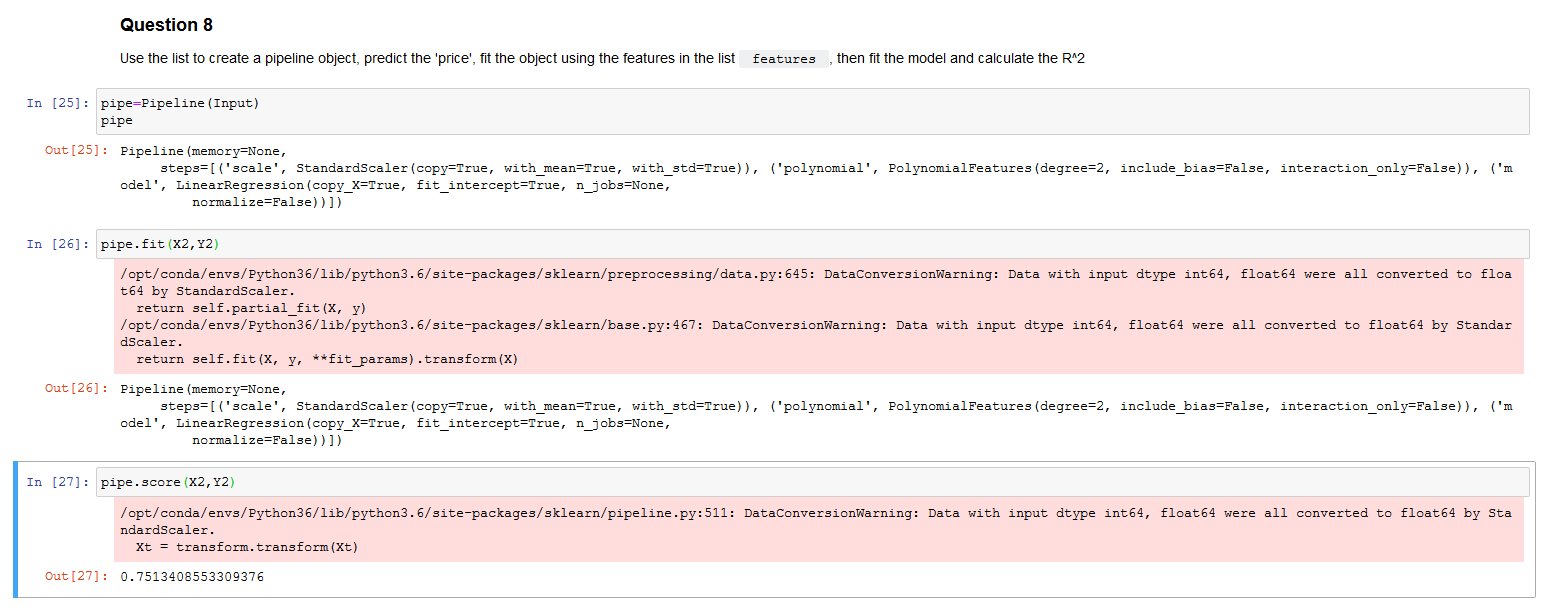 Question 8
Use the list to create a pipeline object, predict the 'price', fit the object using the features in the list features , then fit the model and calculate the R^2
In [25]: pipe=Pipeline(Input)
pipe
Out[25]: Pipeline(memory=None,
steps=[('scale', StandardScaler(copy=True, with_mean=True, with_std=True)), ('polynomial', PolynomialFeatures(degree=2, include_bias=False, interaction_only=False)), ('m
odel', LinearRegression(copy_X=True, fit_intercept=True, n_jobs=None,
normalize=False))])
In [26]: pipe.fit(X2,Y2)
/opt/conda/envs/Python36/lib/python3.6/site-packages/sklearn/preprocessing/data.py:645: DataConversionWarning: Data with input dtype int64, float64 were all converted to floa
t64 by StandardScaler.
return self.partial_fit(X, y)
/opt/conda/envs/Python36/lib/python3.6/site-packages/sklearn/base.py:467: DataConversionWarning: Data with input dtype int64, float64 were all converted to float64 by Standar
dScaler.
return self.fit(X, y, **fit_params).transform(X)
Out[26]: Pipeline(memory=None,
steps=[('scale', StandardScaler(copy=True, with_mean=True, with_std=True)), ('polynomial', PolynomialFeatures(degree=2, include_bias=False, interaction_only=False)), ('m
odel', LinearRegression(copy_X=True, fit_intercept=True, n_jobs=None,
normalize=False))])
In [27]: pipe.score(X2,Y2)
/opt/conda/envs/Python36/lib/python3.6/site-packages/sklearn/pipeline.py:511: DataConversionWarning: Data with input dtype int64, float64 were all converted to float64 by Sta
ndardScaler.
Xt = transform.transform(Xt)
Out[27]: 0.7513408553309376